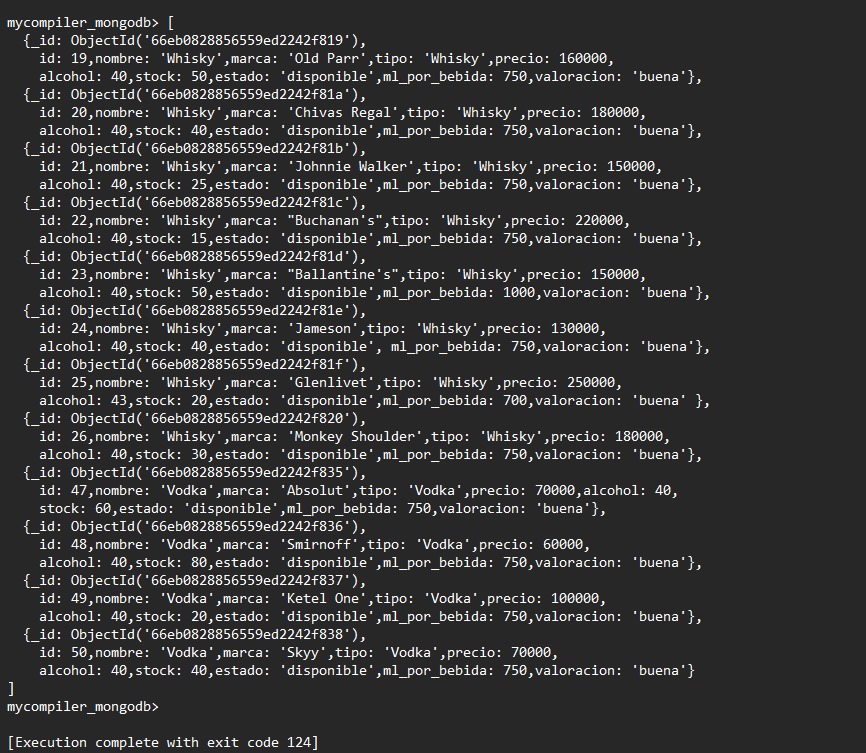 mycompiler_mongodb> [
{_id: ObjectId('66eb0828856559ed2242f819'),
id: 19,nombre: 'Whisky',marca: 'Old Parr',tipo: 'Whisky',precio: 160000,
alcohol: 40,stock: 50,estado: 'disponible',ml_por_bebida: 750,valoracion: 'buena'},
{_id: ObjectId('66eb0828856559ed2242f81a'),
id: 20,nombre: 'Whisky',marca: 'Chivas Regal',tipo: 'Whisky',precio: 180000,
alcohol: 40,stock: 40,estado: 'disponible',ml_por_bebida: 750,valoracion: 'buena'},
{_id: ObjectId('66eb0828856559ed2242f81b'),
id: 21,nombre: 'Whisky',marca: 'Johnnie Walker',tipo: 'Whisky',precio: 150000,
alcohol: 40,stock: 25,estado: 'disponible',ml_por_bebida: 750,valoracion: 'buena'},
{_id: ObjectId('66eb0828856559ed2242f81c'),
id: 22,nombre: 'Whisky',marca: "Buchanan's",tipo: 'Whisky',precio: 220000,
alcohol: 40,stock: 15,estado: 'disponible',ml_por_bebida: 750,valoracion: 'buena'},
{_id: ObjectId('66eb0828856559ed2242f81d'),
id: 23,nombre: 'Whisky',marca: "Ballantine's",tipo: 'Whisky',precio: 150000,
alcohol: 40,stock: 50,estado: 'disponible',ml_por_bebida: 1000,valoracion: 'buena'},
{_id: ObjectId('66eb0828856559ed2242f81e'),
id: 24,nombre: 'Whisky',marca: 'Jameson',tipo: 'Whisky',precio: 130000,
alcohol: 40,stock: 40,estado: 'disponible', ml_por_bebida: 750,valoracion: 'buena'},
{_id: ObjectId('66eb0828856559ed2242f81f'),
id: 25,nombre: 'Whisky',marca: 'Glenlivet',tipo: 'Whisky',precio: 250000,
alcohol: 43,stock: 20,estado: 'disponible',ml_por_bebida: 700,valoracion: 'buena' },
{_id: ObjectId('66eb0828856559ed2242f820'),
id: 26,nombre: 'Whisky',marca: 'Monkey Shoulder',tipo: 'Whisky',precio: 180000,
alcohol: 40,stock: 30,estado: 'disponible',ml_por_bebida: 750,valoracion: 'buena'},
{_id: ObjectId('66eb0828856559ed2242f835'),
id: 47,nombre: 'Vodka',marca: 'Absolut',tipo: 'Vodka',precio: 70000,alcohol: 40,
stock: 60,estado: 'disponible',ml_por_bebida: 750,valoracion: 'buena'},
{_id: ObjectId('66eb0828856559ed2242f836'),
id: 48,nombre: 'Vodka',marca: 'Smirnoff',tipo: 'Vodka',precio: 60000,
alcohol: 40,stock: 80,estado: 'disponible',ml_por_bebida: 750,valoracion: 'buena'},
{_id: ObjectId('66eb0828856559ed2242f837'),
id: 49,nombre: 'Vodka',marca: 'Ketel One',tipo: 'Vodka',precio: 100000,
alcohol: 40,stock: 20,estado: 'disponible',ml_por_bebida: 750,valoracion: 'buena'},
{_id: ObjectId('66eb0828856559ed2242f838'),
id: 50,nombre: 'Vodka',marca: 'Skyy',tipo: 'Vodka',precio: 70000,
alcohol: 40,stock: 40,estado: 'disponible',ml_por_bebida: 750,valoracion: 'buena'}
]
mycompiler_mongodb>
[Execution complete with exit code 124]